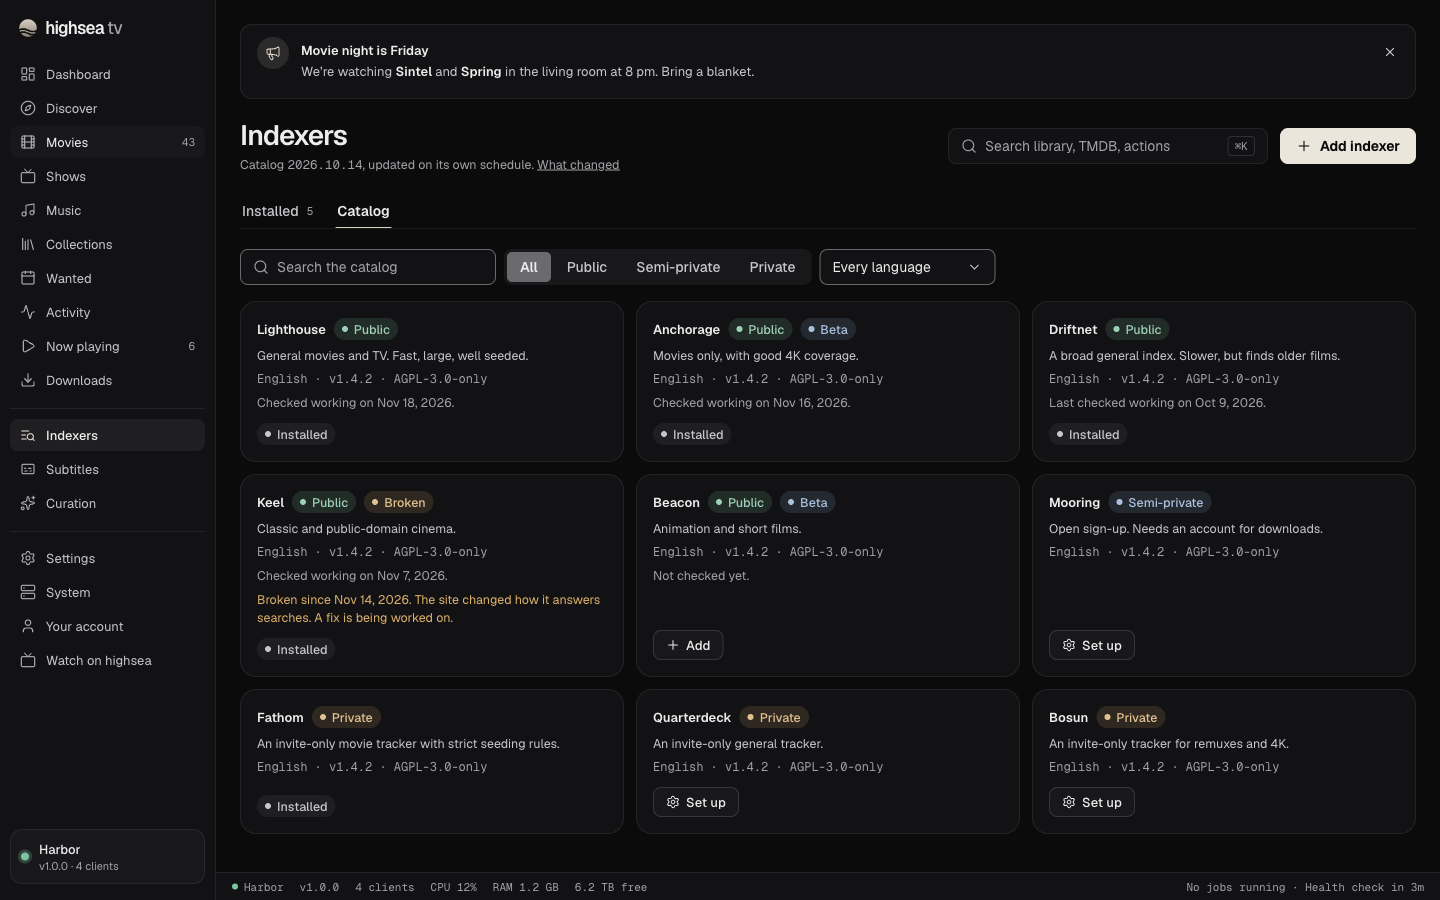 highsea tv
Dashboard
Discover
Movies 43
Shows
Music
Collections
Wanted
Activity
Now playing 6
Downloads
Indexers
Subtitles
Curation
Settings
System
Your account
Watch on highsea
Harbor
v1.0.0 · 4 clients
Movie night is Friday
We're watching Sintel and Spring in the living room at 8 pm. Bring a blanket.
Indexers
Catalog 2026.10.14, updated on its own schedule. What changed
Search library, TMDB, actions ⌘K
Add indexer
Installed 5 Catalog
Search the catalog
All Public Semi-private Private
Every language
Lighthouse Public
General movies and TV. Fast, large, well seeded.
English · v1.4.2 · AGPL-3.0-only
Checked working on Nov 18, 2026.
Installed
Anchorage Public Beta
Movies only, with good 4K coverage.
English · v1.4.2 · AGPL-3.0-only
Checked working on Nov 16, 2026.
Installed
Driftnet Public
A broad general index. Slower, but finds older films.
English · v1.4.2 · AGPL-3.0-only
Last checked working on Oct 9, 2026.
Installed
Keel Public Broken
Classic and public-domain cinema.
English · v1.4.2 · AGPL-3.0-only
Checked working on Nov 7, 2026.
Broken since Nov 14, 2026. The site changed how it answers
searches. A fix is being worked on.
Installed
Beacon Public Beta
Animation and short films.
English · v1.4.2 · AGPL-3.0-only
Not checked yet.
Add
Mooring Semi-private
Open sign-up. Needs an account for downloads.
English · v1.4.2 · AGPL-3.0-only
Set up
Fathom Private
An invite-only movie tracker with strict seeding rules.
English · v1.4.2 · AGPL-3.0-only
Installed
Quarterdeck Private
An invite-only general tracker.
English · v1.4.2 · AGPL-3.0-only
Set up
Bosun Private
An invite-only tracker for remuxes and 4K.
English · v1.4.2 · AGPL-3.0-only
Set up
Harbor v1.0.0 4 clients CPU 12% RAM 1.2 GB 6.2 TB free
No jobs running · Health check in 3m